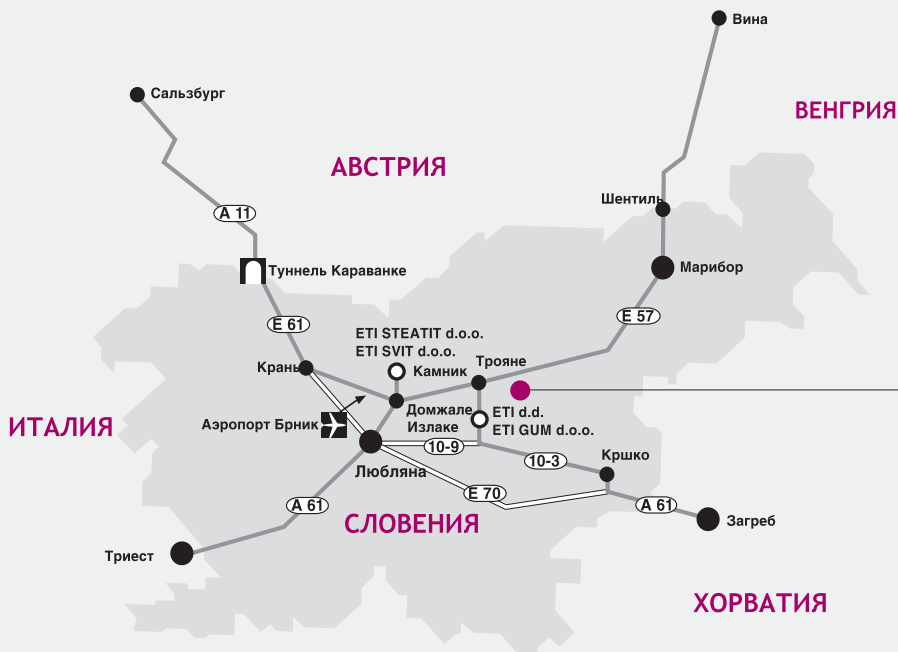 Вина
Сальзбург
ВЕНГРИЯ
АВСТРИЯ
Шентиль
A 11
Туннель Караванке
Марибор
E 61
E 57
ETI STEATIT d.o.o.
ETI SVIT d.o.o.
Трояне
Крань
Камник
Домжале
Излаке
ETI d.d.
ETI GUM d.o.o.
Аэропорт Брник
ИТАЛИЯ
10-9
10-3
Кршко
Любляна
E 70
A 61
A 61
СЛОВЕНИЯ
Загреб
Триест
ХОРВАТИЯ